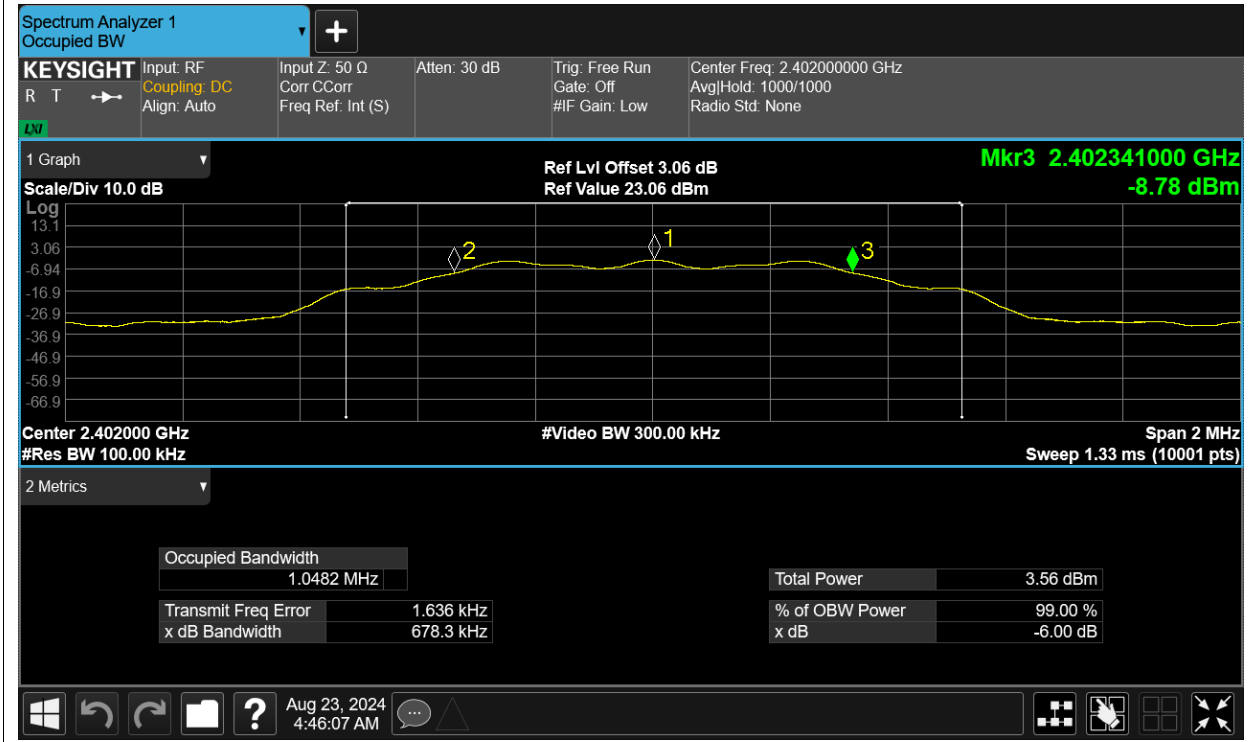 Spectrum Analyzer 1
Occupied BW
KEYSIGHT
R T
LXI
Input: RF
Coupling: DC
Align: Auto
Input Z: 50 Ω
Corr CCorr
Freq Ref: Int (S)
Atten: 30 dB
Trig: Free Run
Gate: Off
#IF Gain: Low
Center Freq: 2.402000000 GHz
Avg|Hold: 1000/1000
Radio Std: None
1 Graph
Scale/Div 10.0 dB
Ref Lvl Offset 3.06 dB
Ref Value 23.06 dBm
Mkr3 2.402341000 GHz
-8.78 dBm
Log
13.1
3.06
-6.94
-16.9
-26.9
-36.9
-46.9
-56.9
-66.9
2
1
3
Center 2.402000 GHz
#Res BW 100.00 kHz
#Video BW 300.00 kHz
Span 2 MHz
Sweep 1.33 ms (10001 pts)
2 Metrics
Occupied Bandwidth
1.0482 MHz
Transmit Freq Error 1.636 kHz
x dB Bandwidth 678.3 kHz
Total Power 3.56 dBm
% of OBW Power 99.00 %
x dB -6.00 dB
?
Aug 23, 2024
4:46:07 AM